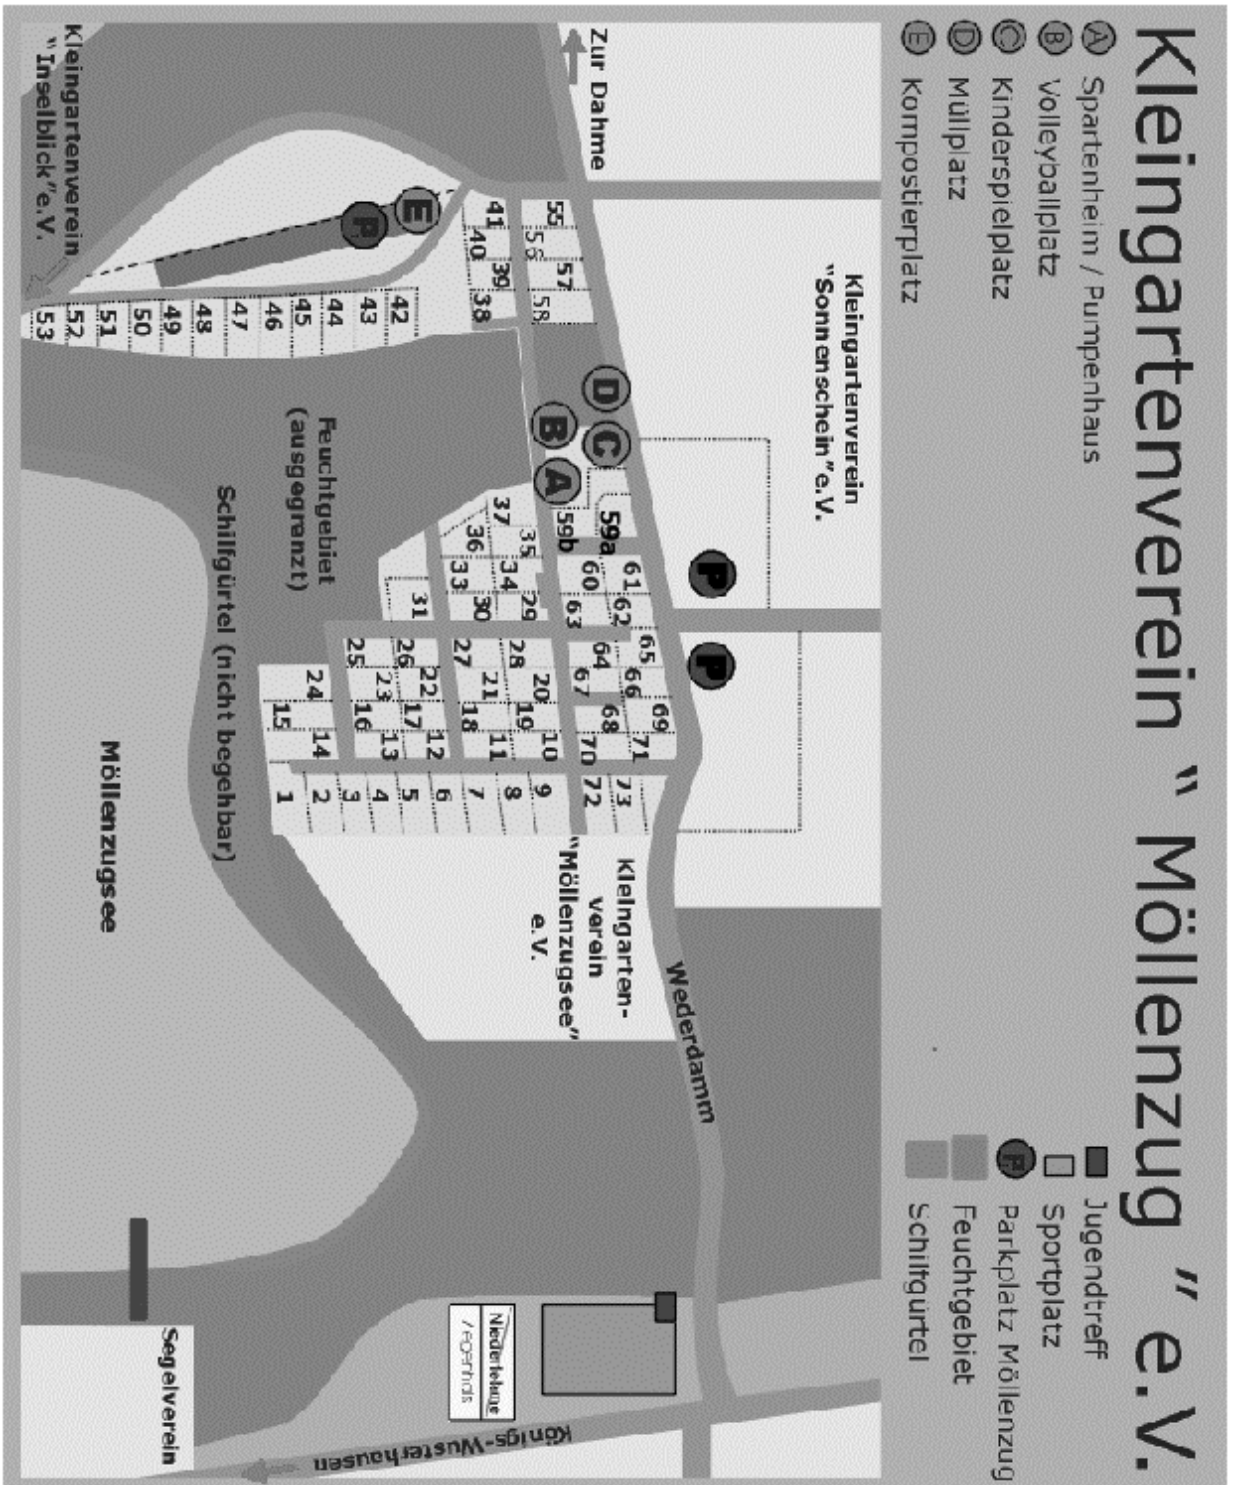 Kleingartenverein “ Möllenzug ” e.V.
A Spartenheim / Pumpenhaus
B Volleyballplatz
C Kinderspielplatz
D Müllplatz
E Kompostierplatz
Jugendtreff
Sportplatz
P Parkplatz Möllenzug
Feuchtgebiet
Schilfgürtel
Zur Dahme
Kleingartenverein
“Sonnenschein”e.V.
P
P
Wederdamm
55
56
57
58
41
40
39
38
D
C
B
A
59a
59b
61
60
62
63
65
64
66
67
69
68
71
70
73
72
37
35
36
34
33
29
30
31
28
27
26
25
20
21
22
23
24
19
18
17
16
15
10
11
12
13
14
9
8
7
6
5
4
3
2
1
Kleingarten-
verein
“Möllenzugsee”
e.V.
E
P
42
43
44
45
46
47
48
49
50
51
52
53
Kleingartenverein
“Inselblick”e.V.
Feuchtgebiet
(ausgegrenzt)
Schilfgürtel (nicht begehbar)
Möllenzugsee
Niederlehme
Segelverein
Königs-Wusterhausen